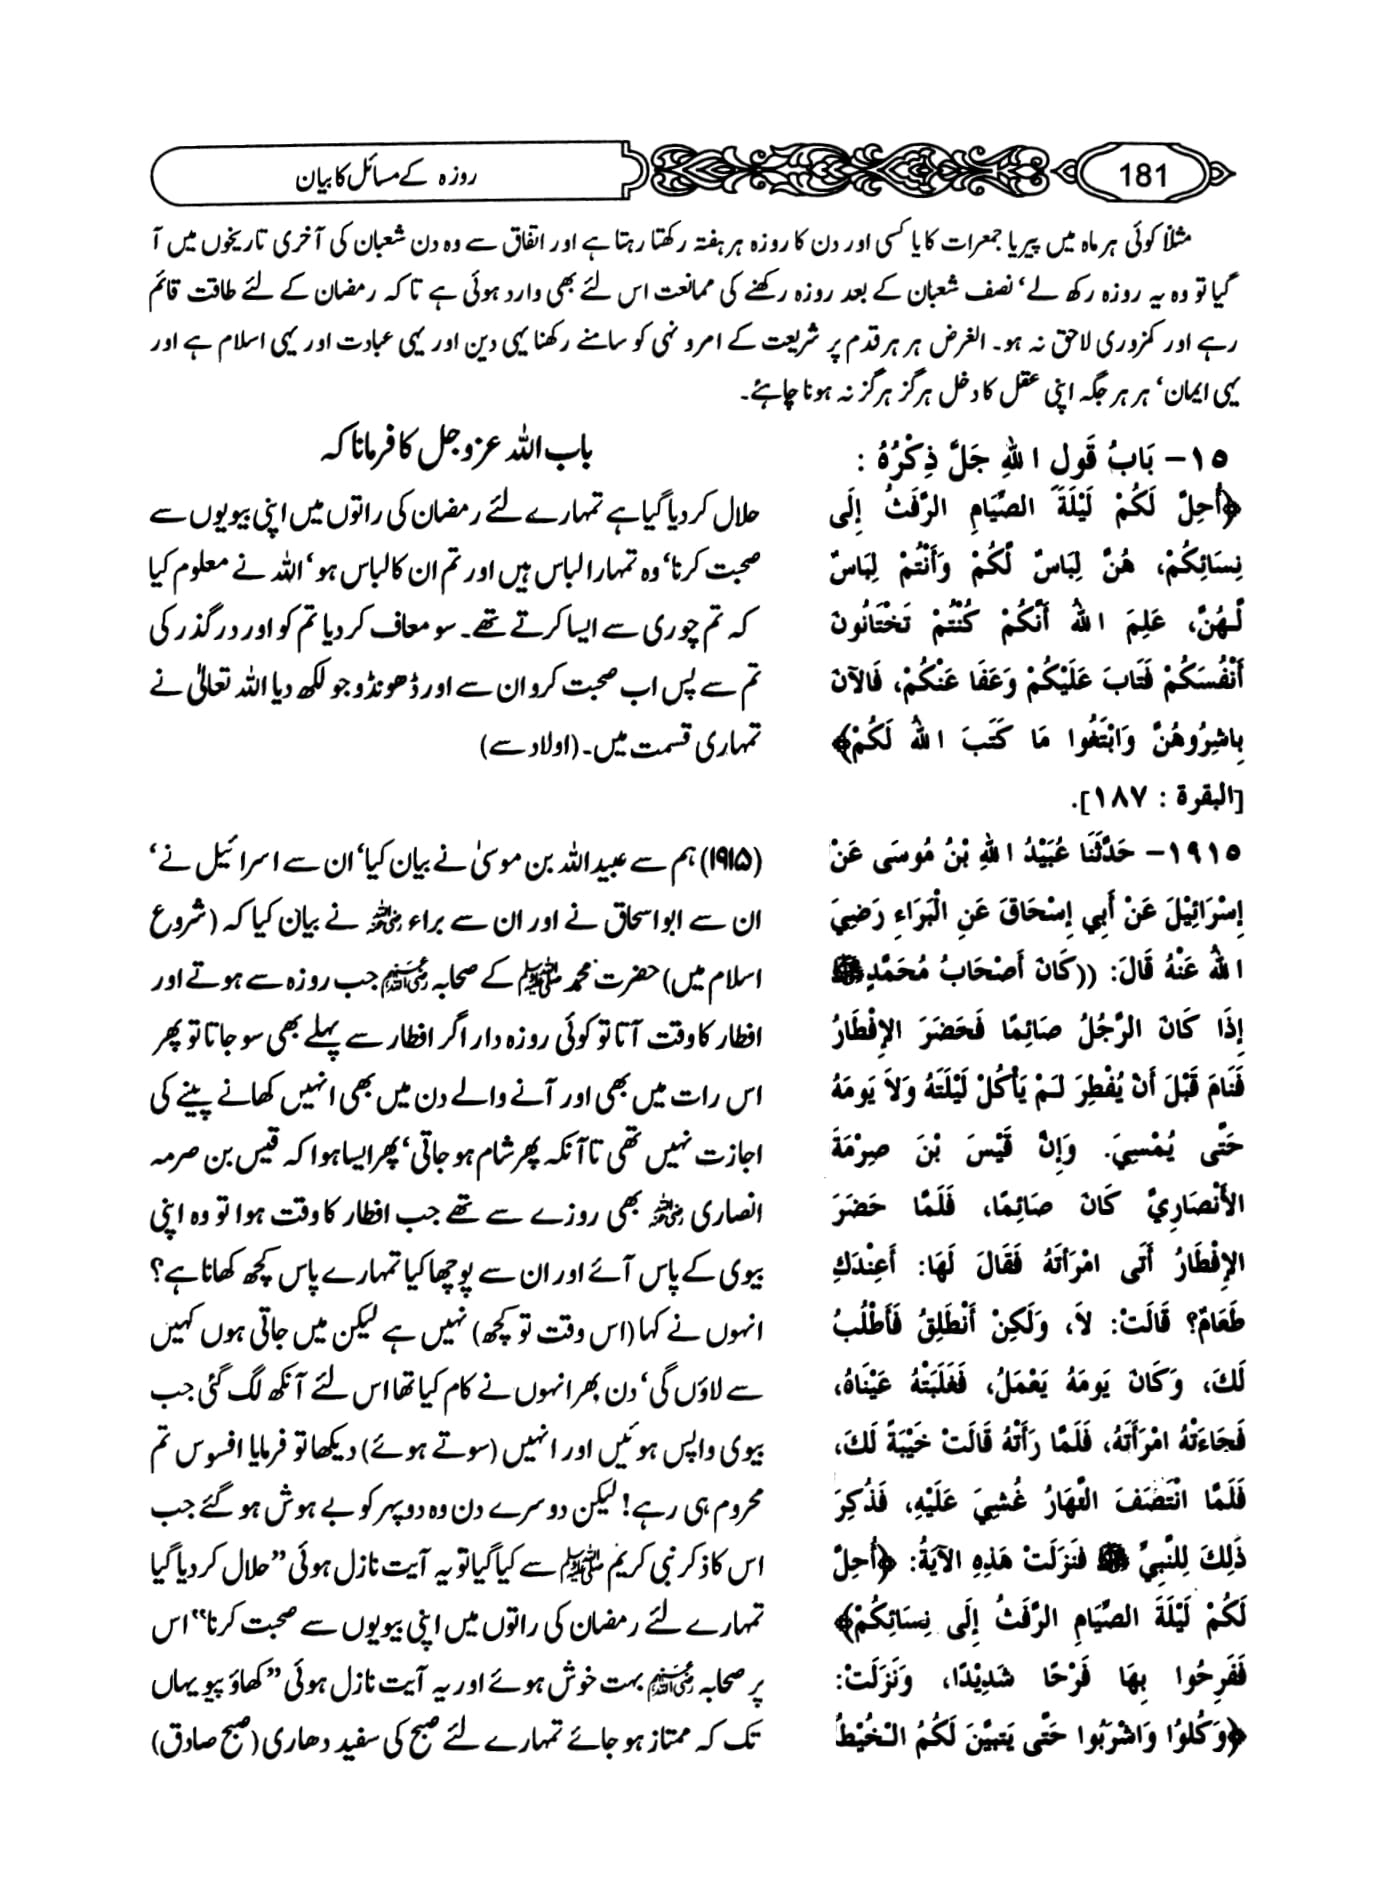 181
روزہ کے مسائل کا بیان
مثلاً کوئی ہر ماہ میں پیر یا جمعرات کا یا کسی اور دن کا روزہ ہر ہفتہ رکھتا رہتا ہے اور اتفاق سے وہ دن شعبان کی آخری تاریخوں میں آ
گیا تو وہ یہ روزہ رکھ لے‘ نصف شعبان کے بعد روزہ رکھنے کی ممانعت اس لئے بھی وارد ہوئی ہے تاکہ رمضان کے لئے طاقت قائم
رہے اور کمزوری لاحق نہ ہو۔ الغرض ہر ہر قدم پر شریعت کے امر و نہی کو سامنے رکھنا یہی دین اور یہی عبادت اور یہی اسلام ہے اور
یہی ایمان‘ ہر ہر جگہ اپنی عقل کا دخل ہرگز ہرگز نہ ہونا چاہئے۔
١٥- بَابُ قَولِ اللهِ جَلَّ ذِكْرُهُ :
﴿أُحِلَّ لَكُمْ لَيْلَةَ الصِّيَامِ الرَّفَثُ إِلَى
نِسَائِكُمْ، هُنَّ لِبَاسٌ لَّكُمْ وَأَنْتُمْ لِبَاسٌ
لَّهُنَّ، عَلِمَ اللهُ أَنَّكُمْ كُنْتُمْ تَخْتَانُونَ
أَنْفُسَكُمْ فَتَابَ عَلَيْكُمْ وَعَفَا عَنْكُمْ، فَالآنَ
بِاشِرُوهُنَّ وَابْتَغُوا مَا كَتَبَ اللهُ لَكُمْ﴾
[البقرة : ١٨٧].
١٩١٥- حَدَّثَنَا عُبَيْدُ اللهِ بْنُ مُوسَى عَنْ
إِسْرَائِيْلَ عَنْ أَبِي إِسْحَاقَ عَنِ الْبَرَاءِ رَضِيَ
اللهُ عَنْهُ قَالَ: ((كَانَ أَصْحَابُ مُحَمَّدٍ ﷺ
إِذَا كَانَ الرَّجُلُ صَائِمًا فَحَضَرَ الإِفْطَارُ
فَنَامَ قَبْلَ أَنْ يُفْطِرَ لَمْ يَأْكُلْ لَيْلَتَهُ وَلاَ يَومَهُ
حَتَّى يُمْسِيَ. وَإِنَّ قَيْسَ بْنَ صِرْمَةَ
الأَنْصَارِيَّ كَانَ صَائِمًا، فَلَمَّا حَضَرَ
الإِفْطَارُ أَتَى امْرَأَتَهُ فَقَالَ لَهَا: أَعِنْدَكِ
طَعَامٌ؟ قَالَتْ: لاَ، وَلَكِنْ أَنْطَلِقُ فَأَطْلُبُ
لَكَ، وَكَانَ يَومَهُ يَعْمَلُ، فَغَلَبَتْهُ عَيْنَاهُ،
فَجَاءَتْهُ امْرَأَتُهُ، فَلَمَّا رَأَتْهُ قَالَتْ خَيْبَةً لَكَ،
فَلَمَّا انْتَصَفَ النَّهَارُ غُشِيَ عَلَيْهِ، فَذُكِرَ
ذَلِكَ لِلنَّبِيِّ ﷺ فَنَزَلَتْ هَذِهِ الآيَةُ: ﴿أُحِلَّ
لَكُمْ لَيْلَةَ الصِّيَامِ الرَّفَثُ إِلَى نِسَائِكُمْ﴾
فَفَرِحُوا بِهَا فَرْحًا شَدِيْدًا، وَنَزَلَتْ:
﴿وَكُلُوا وَاشْرَبُوا حَتَّى يَتَبَيَّنَ لَكُمُ الْخَيْطُ
باب اللہ عزوجل کا فرمانا کہ
حلال کر دیا گیا ہے تمہارے لئے رمضان کی راتوں میں اپنی بیویوں سے
صحبت کرنا‘ وہ تمہارا لباس ہیں اور تم ان کا لباس ہو‘ اللہ نے معلوم کیا
کہ تم چوری سے ایسا کرتے تھے۔ سو معاف کر دیا تم کو اور درگذر کی
تم سے پس اب صحبت کرو ان سے اور ڈھونڈو جو لکھ دیا اللہ تعالیٰ نے
تمہاری قسمت میں۔ (اولاد سے)
(۱۹۱۵) ہم سے عبیداللہ بن موسیٰ نے بیان کیا‘ ان سے اسرائیل نے‘
ان سے ابواسحاق نے اور ان سے براء رضی اللہ عنہ نے بیان کیا کہ (شروع
اسلام میں) حضرت محمد ﷺ کے صحابہ رضی اللہ عنہم جب روزہ سے ہوتے اور
افطار کا وقت آتا تو کوئی روزہ دار اگر افطار سے پہلے بھی سو جاتا تو پھر
اس رات میں بھی اور آنے والے دن میں بھی انہیں کھانے پینے کی
اجازت نہیں تھی تاآنکہ پھر شام ہو جاتی‘ پھر ایسا ہوا کہ قیس بن صرمہ
انصاری رضی اللہ عنہ بھی روزے سے تھے جب افطار کا وقت ہوا تو وہ اپنی
بیوی کے پاس آئے اور ان سے پوچھا کیا تمہارے پاس کچھ کھانا ہے؟
انہوں نے کہا (اس وقت تو کچھ) نہیں ہے لیکن میں جاتی ہوں کہیں
سے لاؤں گی‘ دن بھر انہوں نے کام کیا تھا اس لئے آنکھ لگ گئی جب
بیوی واپس ہوئیں اور انہیں (سوتے ہوئے) دیکھا تو فرمایا افسوس تم
محروم ہی رہے! لیکن دوسرے دن وہ دوپہر کو بے ہوش ہو گئے جب
اس کا ذکر نبی کریم ﷺ سے کیا گیا تو یہ آیت نازل ہوئی ”حلال کر دیا گیا
تمہارے لئے رمضان کی راتوں میں اپنی بیویوں سے صحبت کرنا“ اس
پر صحابہ رضی اللہ عنہم بہت خوش ہوئے اور یہ آیت نازل ہوئی ”کھاؤ پیو یہاں
تک کہ ممتاز ہو جائے تمہارے لئے صبح کی سفید دھاری (صبح صادق)